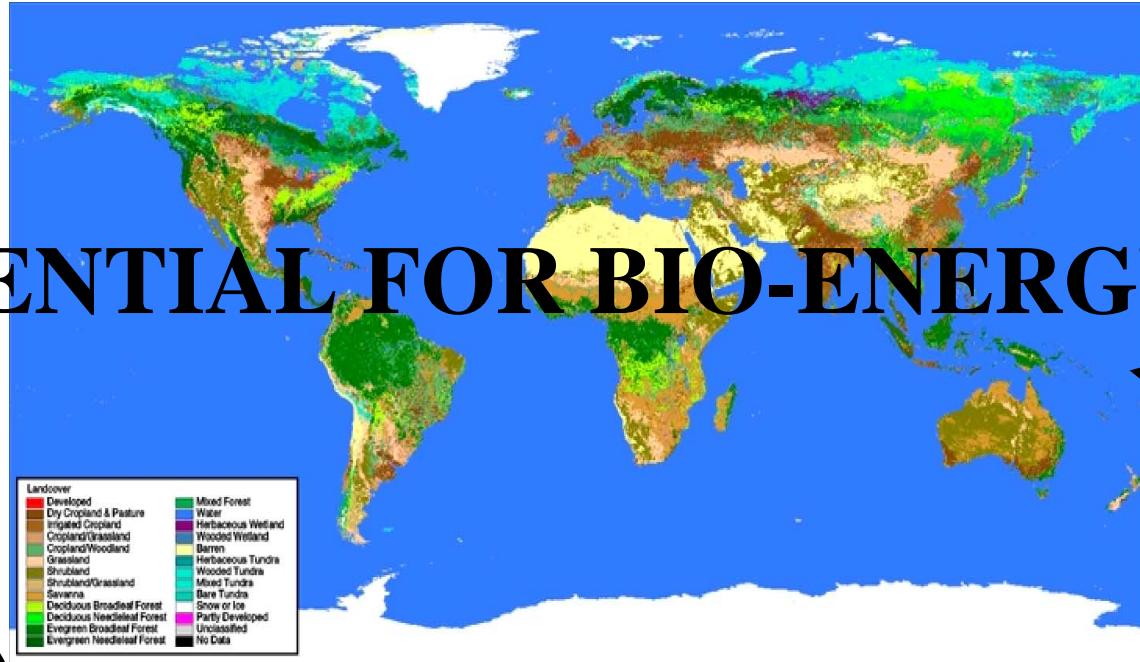 ENTIAL FOR BIO-ENERG
Landcover
Developed
Dry Cropland & Pasture
Irrigated Cropland
Cropland/Grassland
Cropland/Woodland
Grassland
Shrubland
Shrubland/Grassland
Savanna
Deciduous Broadleaf Forest
Deciduous Needleleaf Forest
Evegreen Broadleaf Forest
Evergreen Needleleaf Forest
Mixed Forest
Water
Herbaceous Wetland
Wooded Wetland
Barren
Herbaceous Tundra
Wooded Tundra
Mixed Tundra
Bare Tundra
Snow or Ice
Partly Developed
Unclassified
No Data